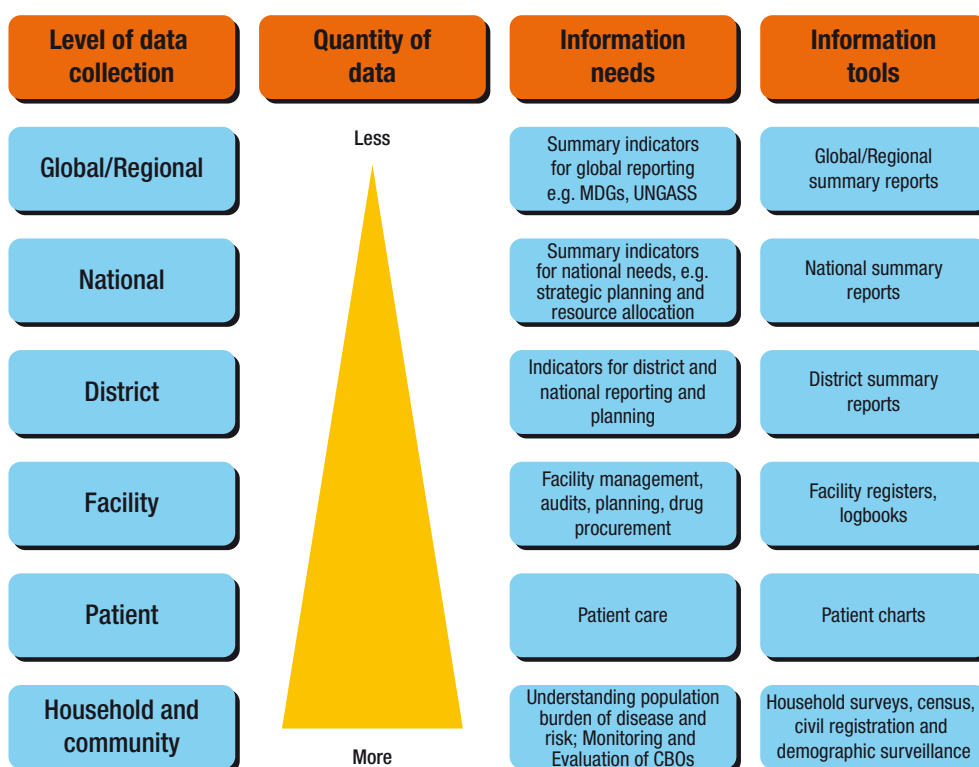 Level of data
collection
Quantity of
data
Information
needs
Information
tools
Less
Global/Regional
Summary indicators
for global reporting
e.g. MDGs, UNGASS
Global/Regional
summary reports
National
Summary indicators
for national needs, e.g.
strategic planning and
resource allocation
National summary
reports
District
Indicators for district and
national reporting and
planning
District summary
reports
Facility
Facility management,
audits, planning, drug
procurement
Facility registers,
logbooks
Patient
Patient care
Patient charts
Household and
community
More
Understanding population
burden of disease and
risk; Monitoring and
Evaluation of CBOs
Household surveys, census,
civil registration and
demographic surveillance